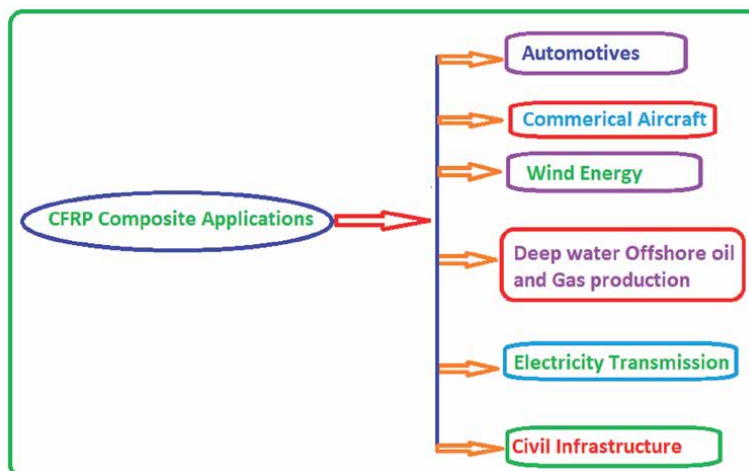 CFRP Composite Applications
Automotives
Commerical Aircraft
Wind Energy
Deep water Offshore oil
and Gas production
Electricity Transmission
Civil Infrastructure